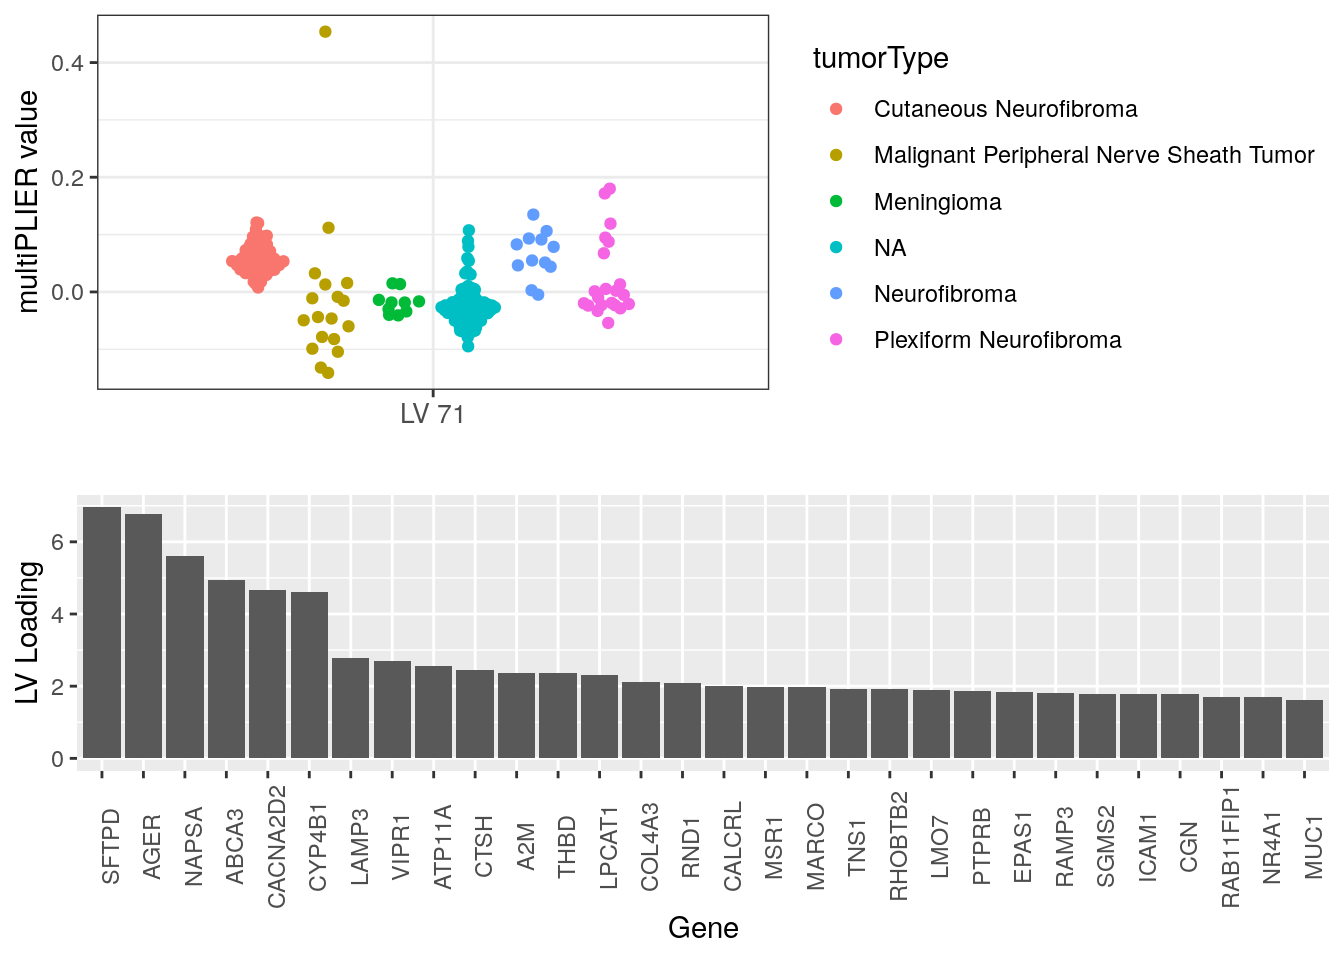 multiPLIER value
0.4
0.2
0.0
LV 71
tumorType
Cutaneous Neurofibroma
Malignant Peripheral Nerve Sheath Tumor
Meningioma
NA
Neurofibroma
Plexiform Neurofibroma
LV Loading
6
4
2
0
SFTPD
AGER
NAPSA
ABCA3
CACNA2D2
CYP4B1
LAMP3
VIPR1
ATP11A
CTSH
A2M
THBD
LPCAT1
COL4A3
RND1
CALCRL
MSR1
MARCO
TNS1
RHOBTB2
LMO7
PTPRB
EPAS1
RAMP3
SGMS2
ICAM1
CGN
RAB11FIP1
NR4A1
MUC1
Gene